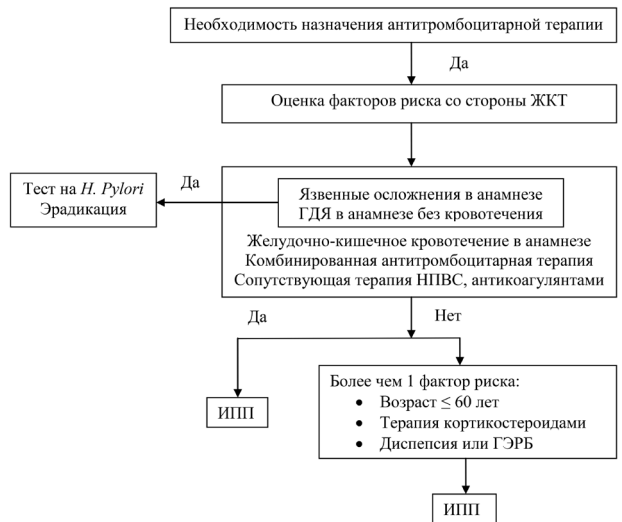 Необходимость назначения антитромбоцитарной терапии
Да
Оценка факторов риска со стороны ЖКТ
Тест на H. Pylori
Эрадикация
Да
Язвенные осложнения в анамнезе
ГДЯ в анамнезе без кровотечения
Желудочно-кишечное кровотечение в анамнезе
Комбинированная антитромбоцитарная терапия
Сопутствующая терапия НПВС, антикоагулянтами
Да
Нет
ИПП
Более чем 1 фактор риска:
• Возраст ≤ 60 лет
• Терапия кортикостероидами
• Диспепсия или ГЭРБ
ИПП